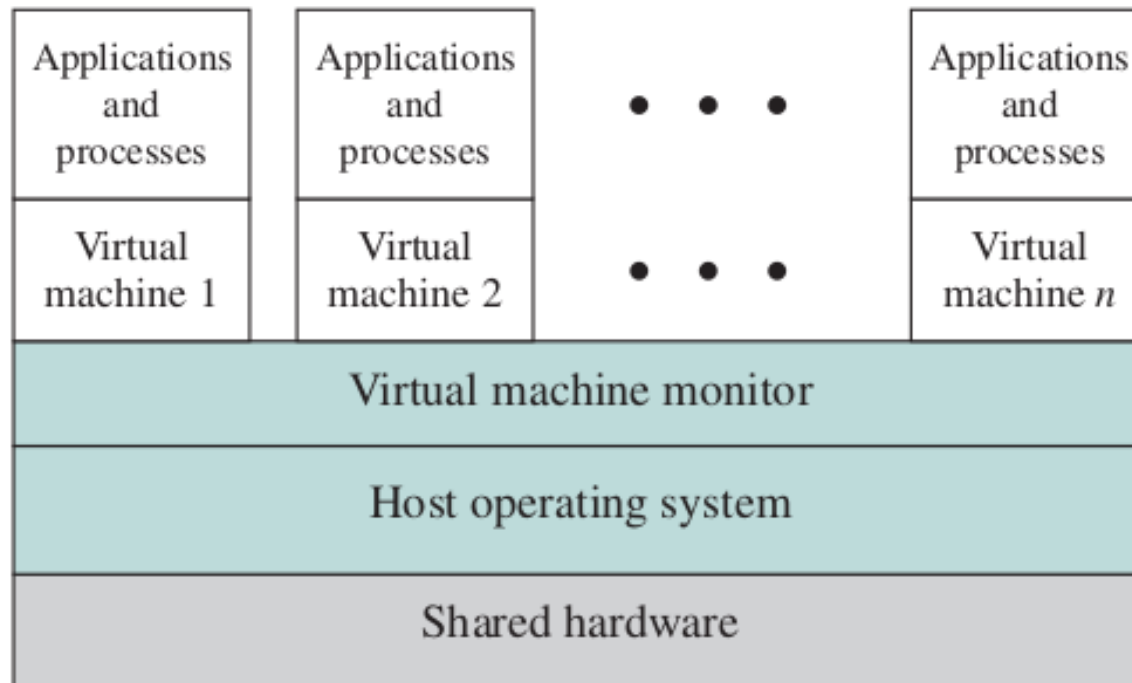 Applications
and
processes
Applications
and
processes
Applications
and
processes
Virtual
machine 1
Virtual
machine 2
Virtual
machine n
Virtual machine monitor
Host operating system
Shared hardware